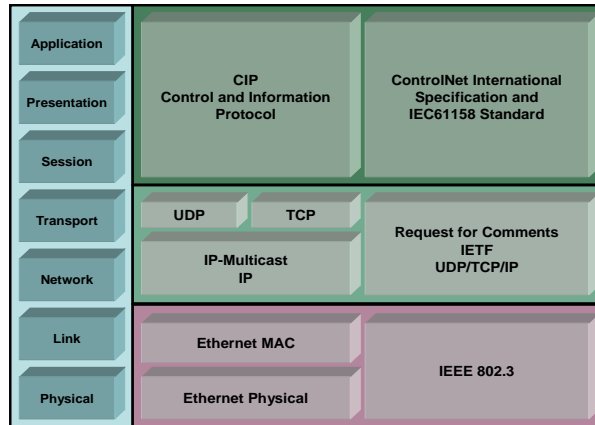 Application
Presentation
Session
Transport
Network
Link
Physical
CIP
Control and Information
Protocol
ControlNet International
Specification and
IEC61158 Standard
UDP
TCP
IP-Multicast
IP
Request for Comments
IETF
UDP/TCP/IP
Ethernet MAC
Ethernet Physical
IEEE 802.3